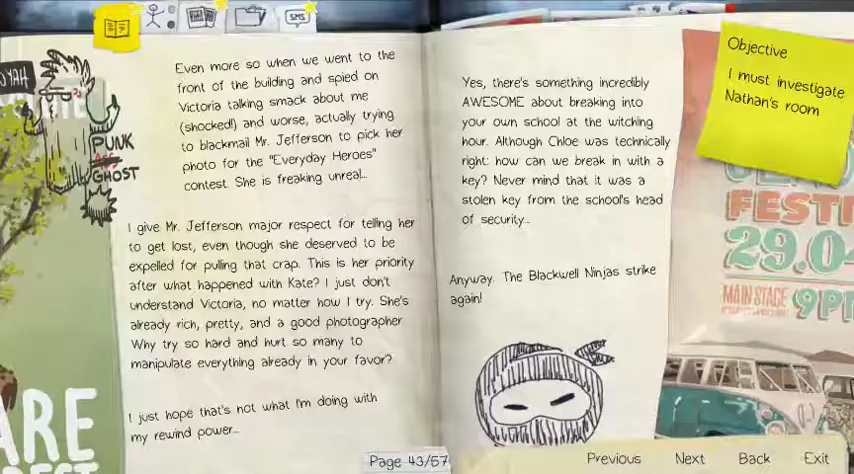 SMS
OYAH
PUNK
ASS
GHOST
Even more so when we went to the
front of the building and spied on
Victoria talking smack about me
(shocked!) and worse, actually trying
to blackmail Mr. Jefferson to pick her
photo for the "Everyday Heroes"
contest. She is freaking unreal...
I give Mr. Jefferson major respect for telling her
to get lost, even though she deserved to be
expelled for pulling that crap. This is her priority
after what happened with Kate? I just don't
understand Victoria, no matter how I try. She's
already rich, pretty, and a good photographer
Why try so hard and hurt so many to
manipulate everything already in your favor?
I just hope that's not what I'm doing with
my rewind power...
ARE
Yes, there's something incredibly
AWESOME about breaking into
your own school at the witching
hour. Although Chloe was technically
right: how can we break in with a
key? Never mind that it was a
stolen key from the school's head
of security...
Anyway. The Blackwell Ninjas strike
again!
Objective
I must investigate
Nathan's room
FESTI
29.04
MAIN STAGE
9PM
Page 43/57
Previous Next Back Exit